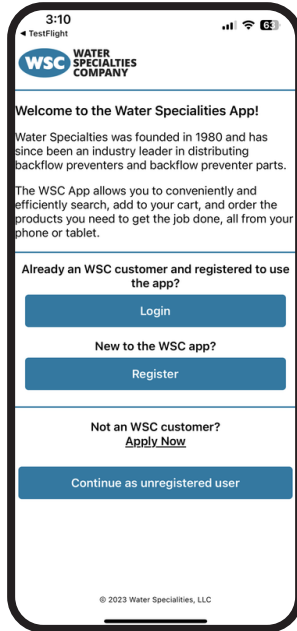 3:10
63
◄ TestFlight
WSC WATER
SPECIALTIES
COMPANY
Welcome to the Water Specialities App!
Water Specialties was founded in 1980 and has
since been an industry leader in distributing
backflow preventers and backflow preventer parts.
The WSC App allows you to conveniently and
efficiently search, add to your cart, and order the
products you need to get the job done, all from your
phone or tablet.
Already an WSC customer and registered to use
the app?
Login
New to the WSC app?
Register
Not an WSC customer?
Apply Now
Continue as unregistered user
© 2023 Water Specialities, LLC